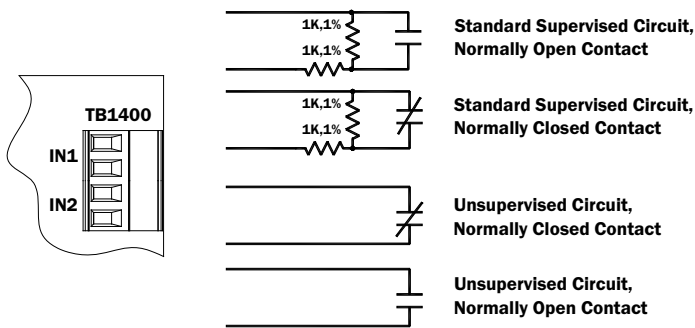 1K,1%
1K,1%
Standard Supervised Circuit,
Normally Open Contact
TB1400
IN1
IN2
1K,1%
1K,1%
Standard Supervised Circuit,
Normally Closed Contact
Unsupervised Circuit,
Normally Closed Contact
Unsupervised Circuit,
Normally Open Contact